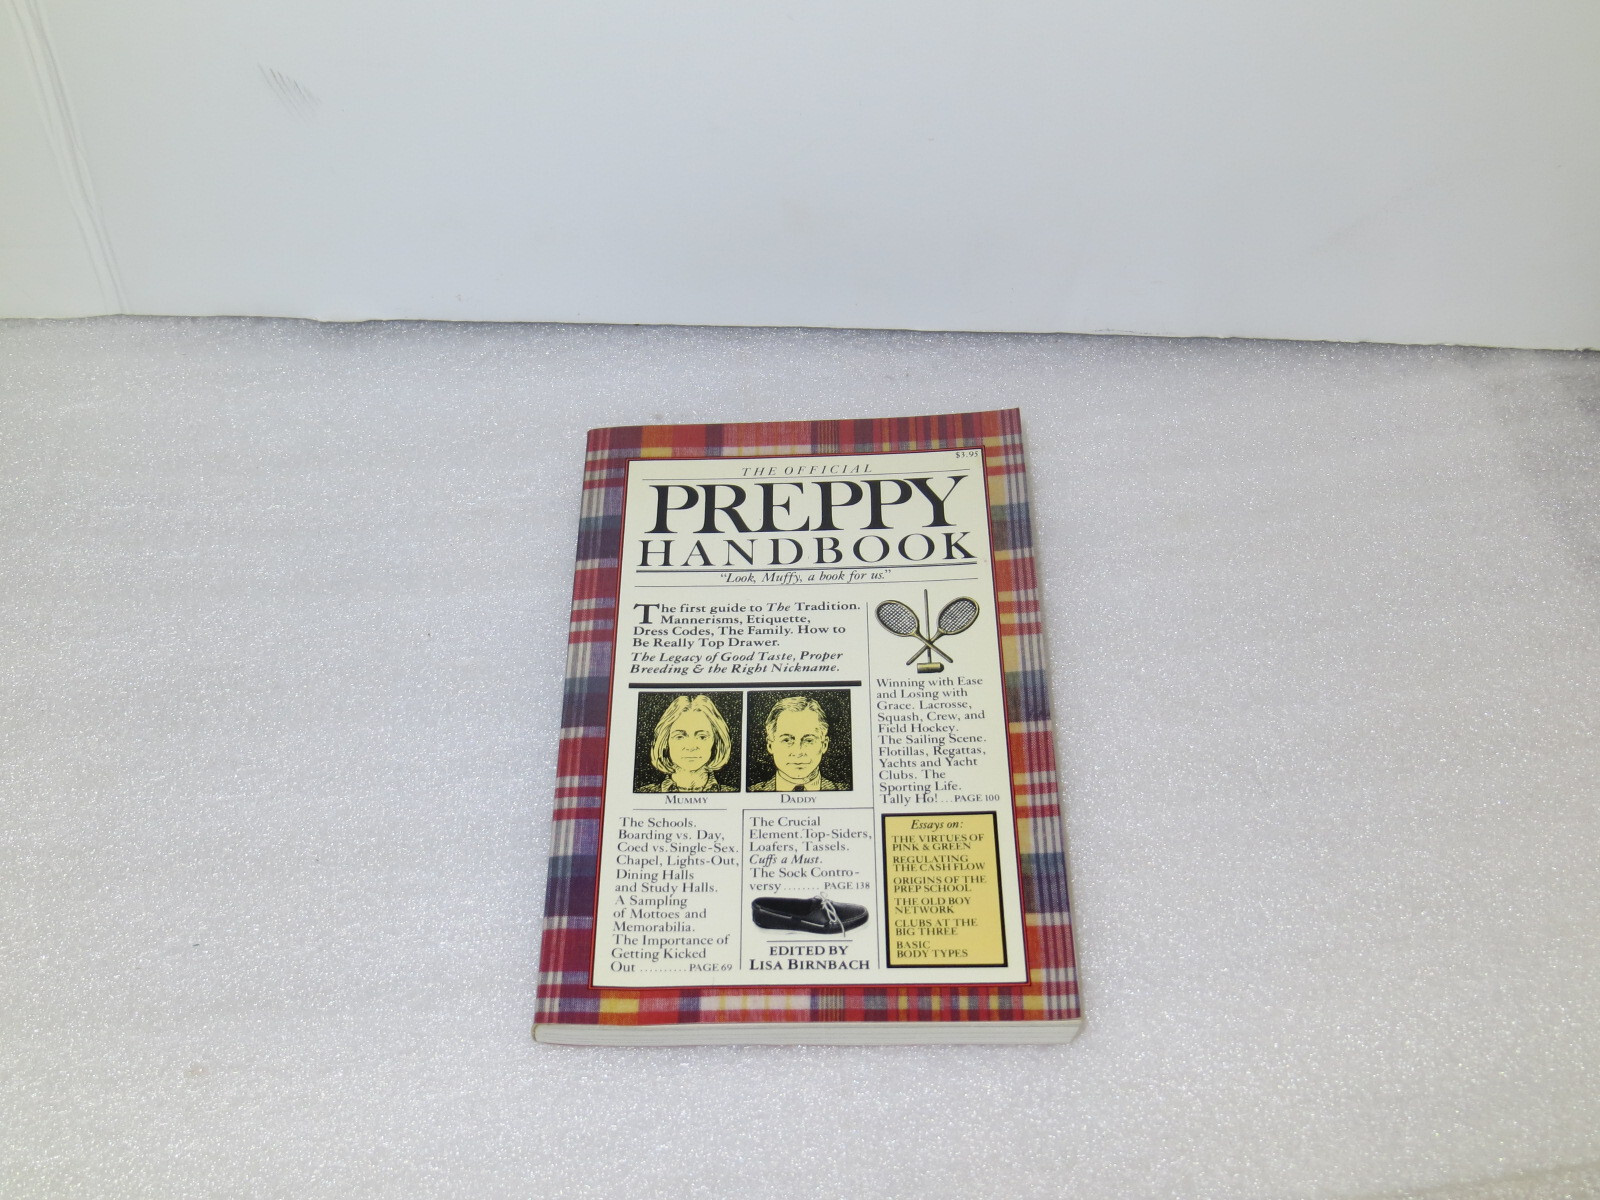 $3.95
THE OFFICIAL
PREPPY
HANDBOOK
"Look, Muffy, a book for us."
The first guide to The Tradition.
Mannerisms, Etiquette,
Dress Codes, The Family. How to
Be Really Top Drawer.
The Legacy of Good Taste, Proper
Breeding & the Right Nickname.
MUMMY
DADDY
Winning with Ease
and Losing with
Grace. Lacrosse,
Squash, Crew, and
Field Hockey.
The Sailing Scene.
Flotillas, Regattas,
Yachts and Yacht
Clubs. The
Sporting Life.
Tally Ho!...PAGE 100
The Schools.
Boarding vs. Day,
Coed vs. Single-Sex.
Chapel, Lights-Out,
Dining Halls
and Study Halls.
A Sampling
of Mottoes and
Memorabilia.
The Importance of
Getting Kicked
Out ..........PAGE 69
The Crucial
Element. Top-Siders,
Loafers, Tassels.
Cuffs a Must.
The Sock Contro-
versy ........ PAGE 138
EDITED BY
LISA BIRNBACH
Essays on:
THE VIRTUES OF
PINK & GREEN
REGULATING
THE CASH FLOW
ORIGINS OF THE
PREP SCHOOL
THE OLD BOY
NETWORK
CLUBS AT THE
BIG THREE
BASIC
BODY TYPES